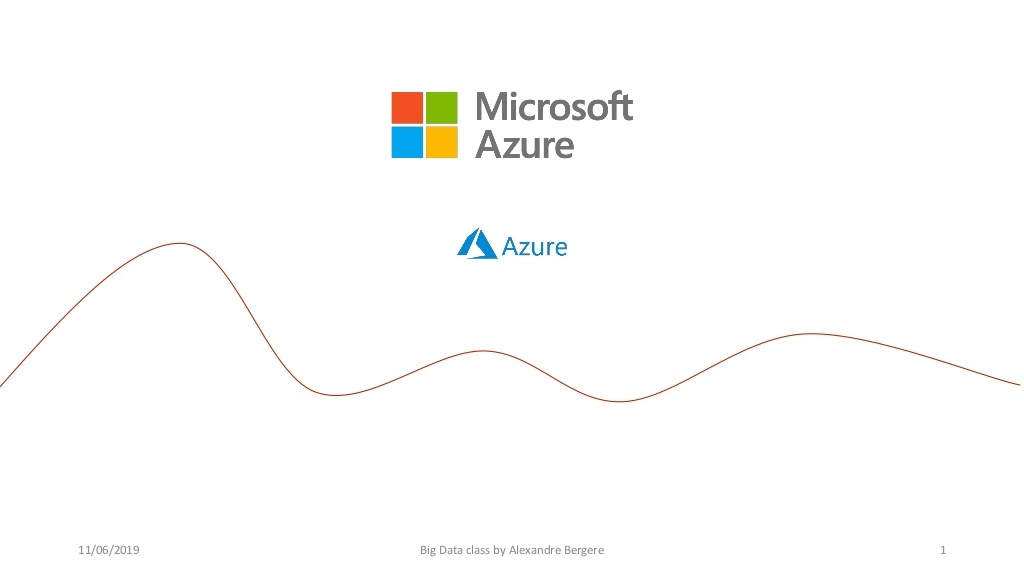 Microsoft
Azure
Azure
11/06/2019
Big Data class by Alexandre Bergere
1